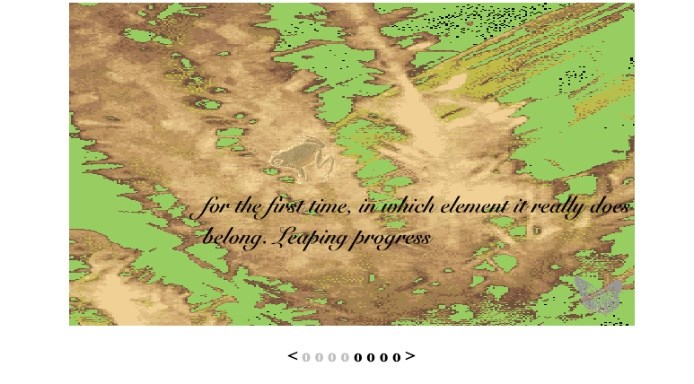 for the first time, in which element it really does
belong. Leaping progress
< o o o o o o o o >